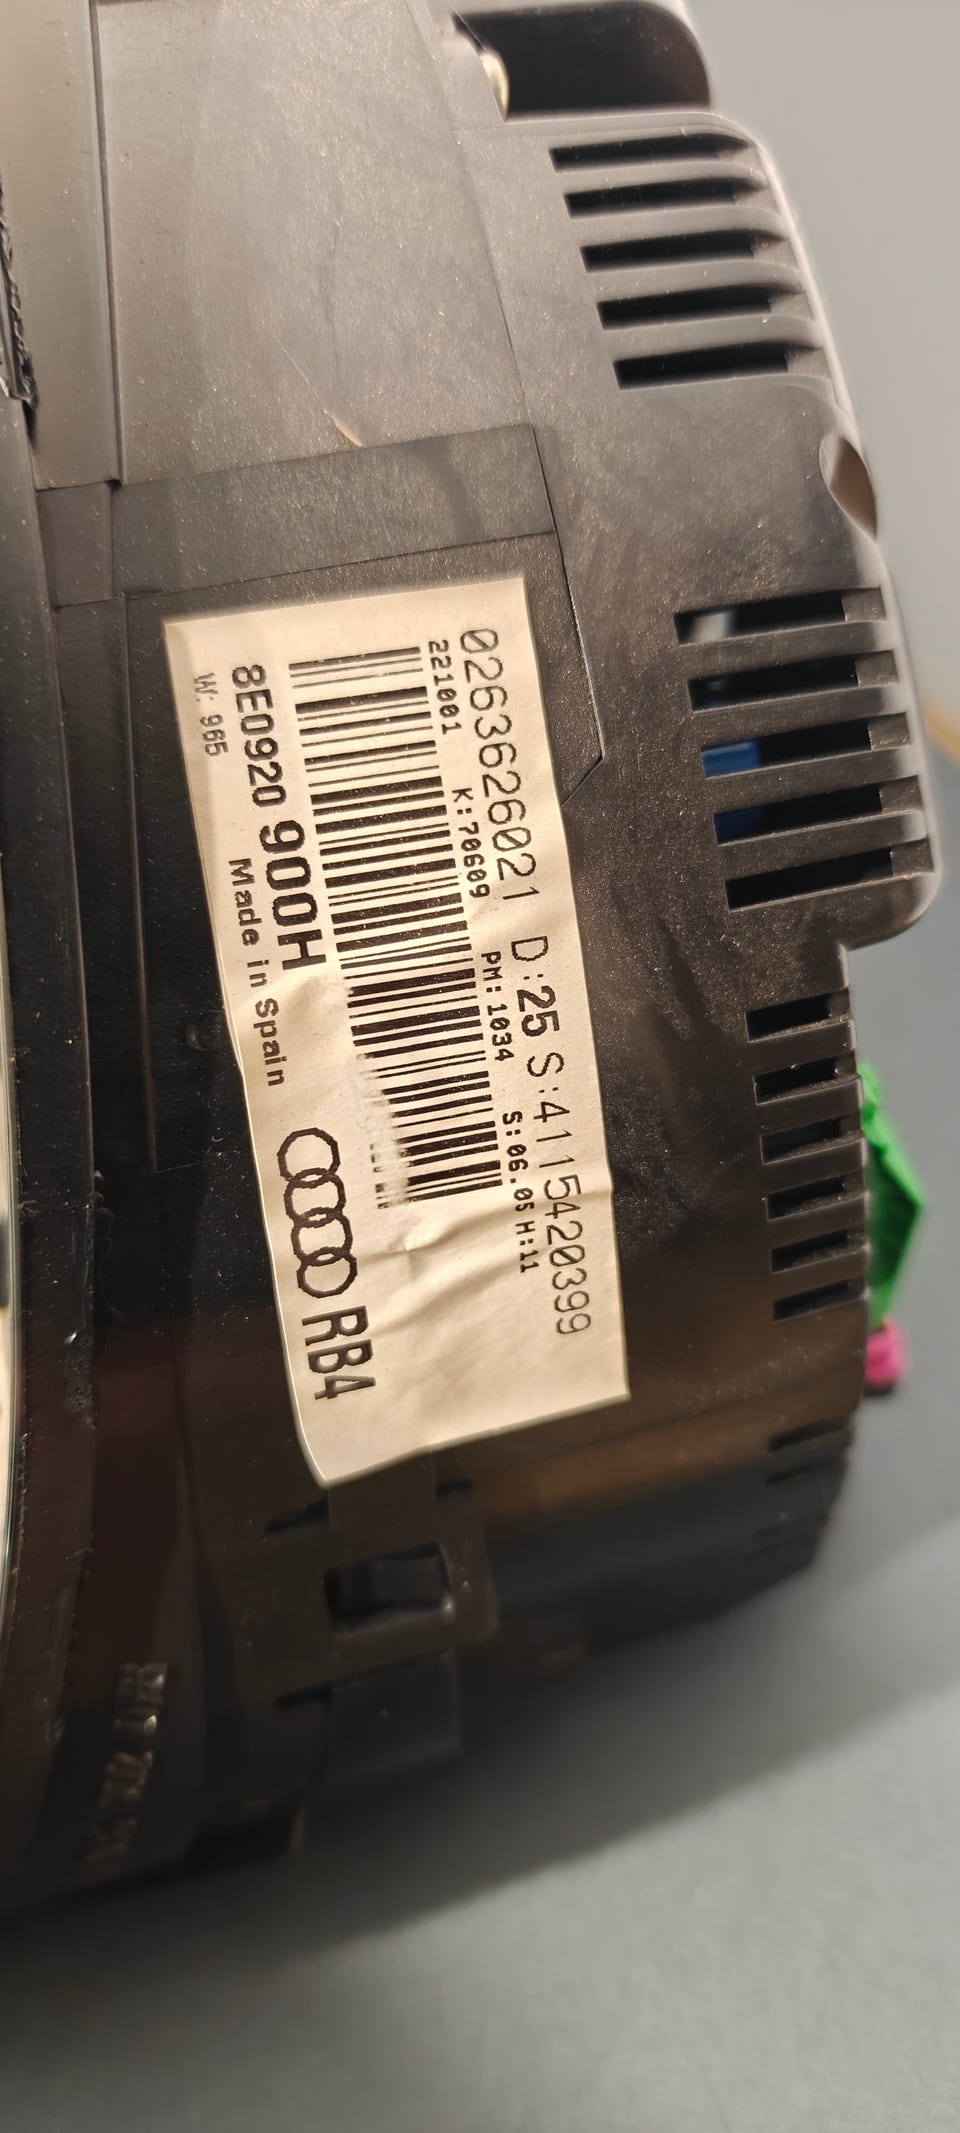 0263626021 D:25 S:4115420399
221001 K:70609 PM:1034 S:06.05 H:11
8E0920 900H RB4
W: 965 Made in Spain